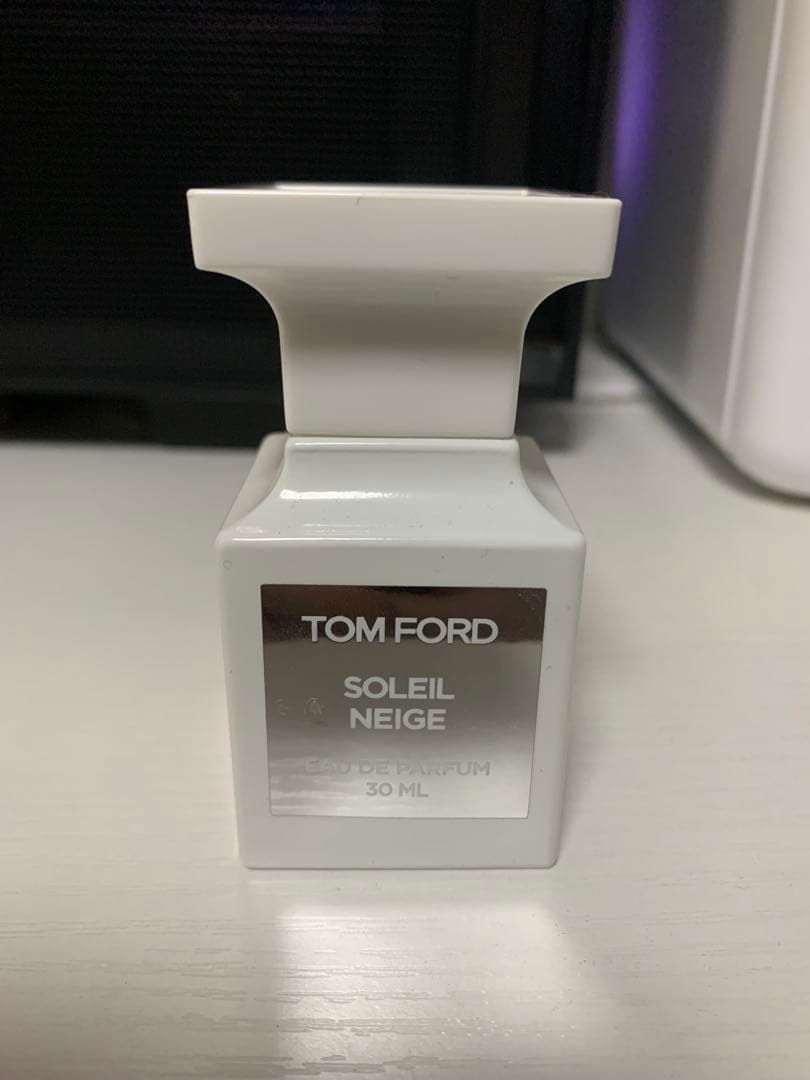 TOM FORD
SOLEIL
NEIGE
EAU DE PARFUM
30 ML